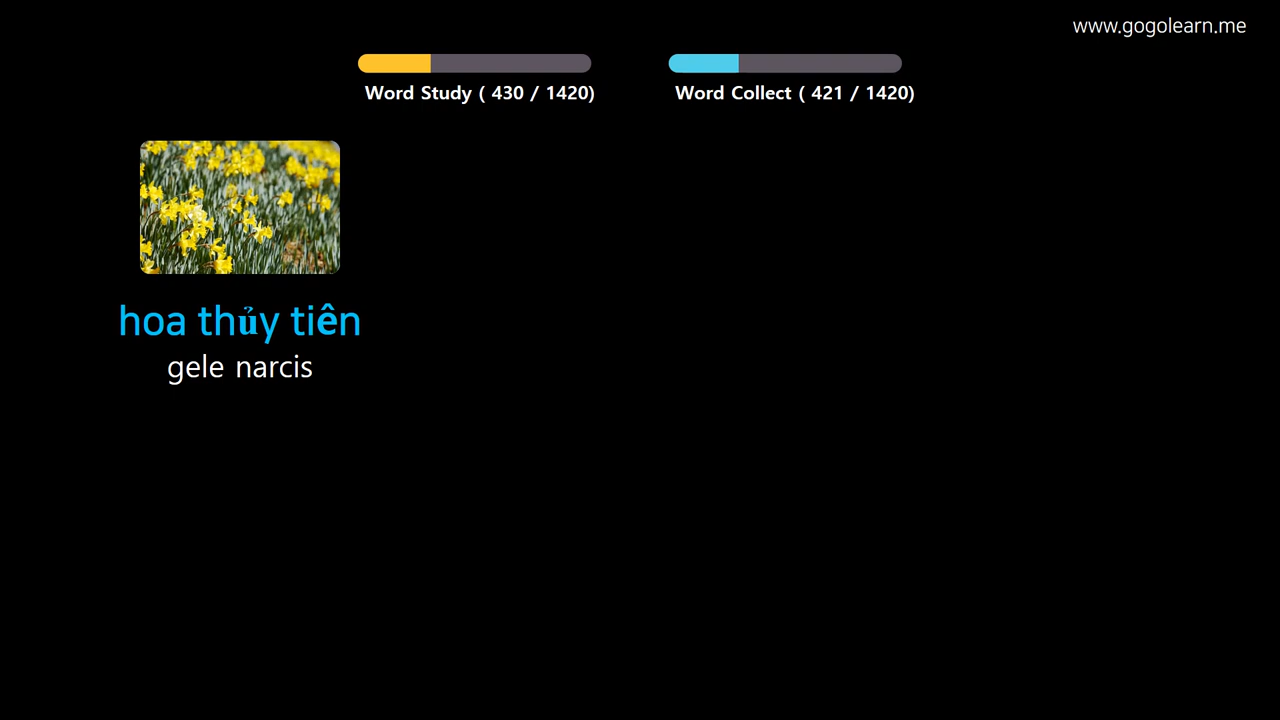 www.gogolearn.me
Word Study ( 430 / 1420)
Word Collect ( 421 / 1420)
hoa thủy tiên
gele narcis